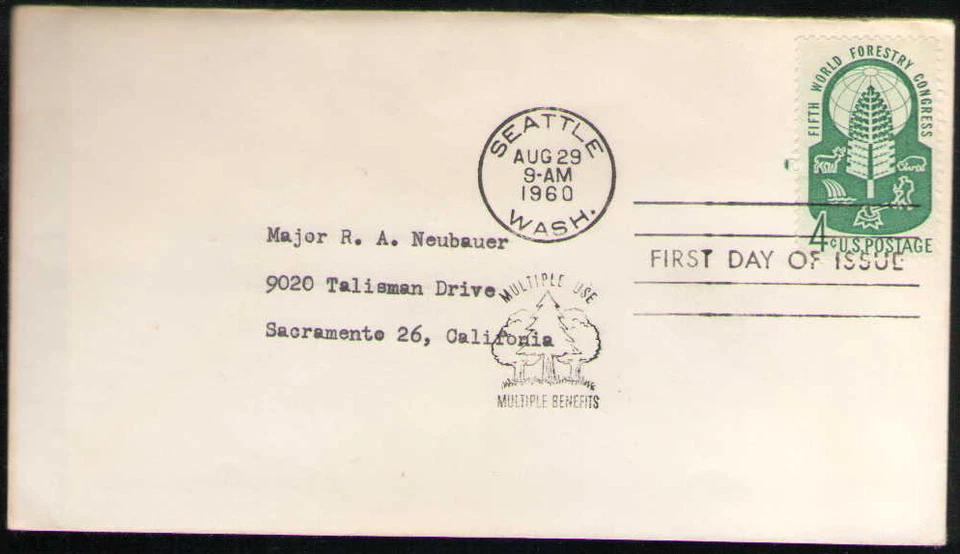 FIFTH WORLD FORESTRY CONGRESS
4c U.S. POSTAGE
SEATTLE
AUG 29
9-AM
1960
WASH.
FIRST DAY OF ISSUE
Major R. A. Neubauer
9020 Talisman Drive
Sacramento 26, California
MULTIPLE USE
MULTIPLE BENEFITS